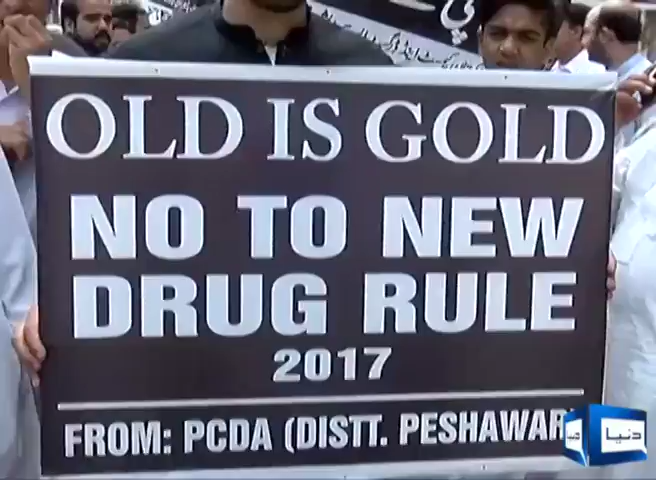 OLD IS GOLD
NO TO NEW
DRUG RULE
2017
FROM: PCDA (DISTT. PESHAWAR
دنیا